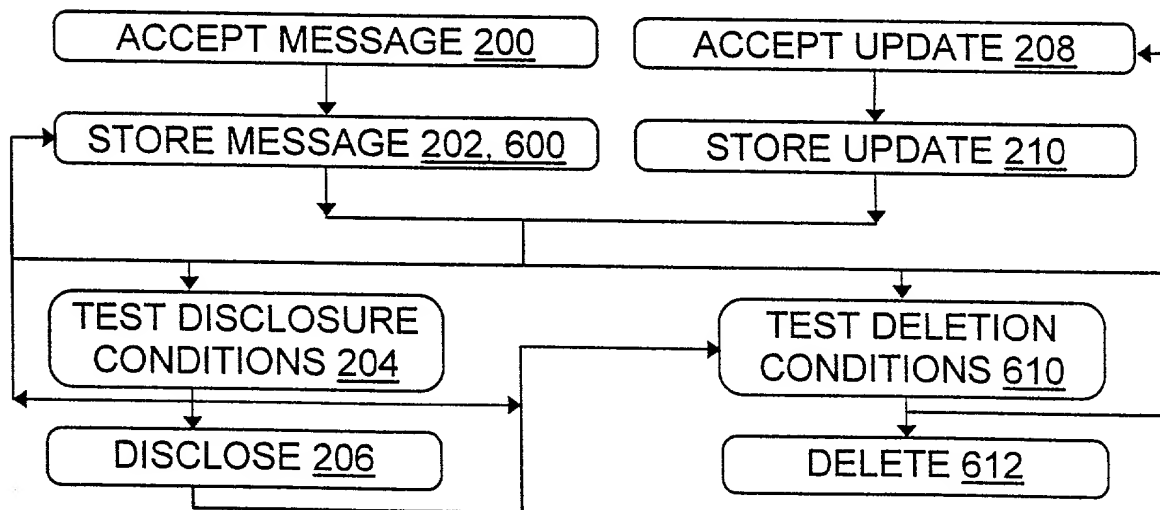 ACCEPT MESSAGE 200
ACCEPT UPDATE 208
STORE MESSAGE 202, 600
STORE UPDATE 210
TEST DISCLOSURE
CONDITIONS 204
TEST DELETION
CONDITIONS 610
DISCLOSE 206
DELETE 612